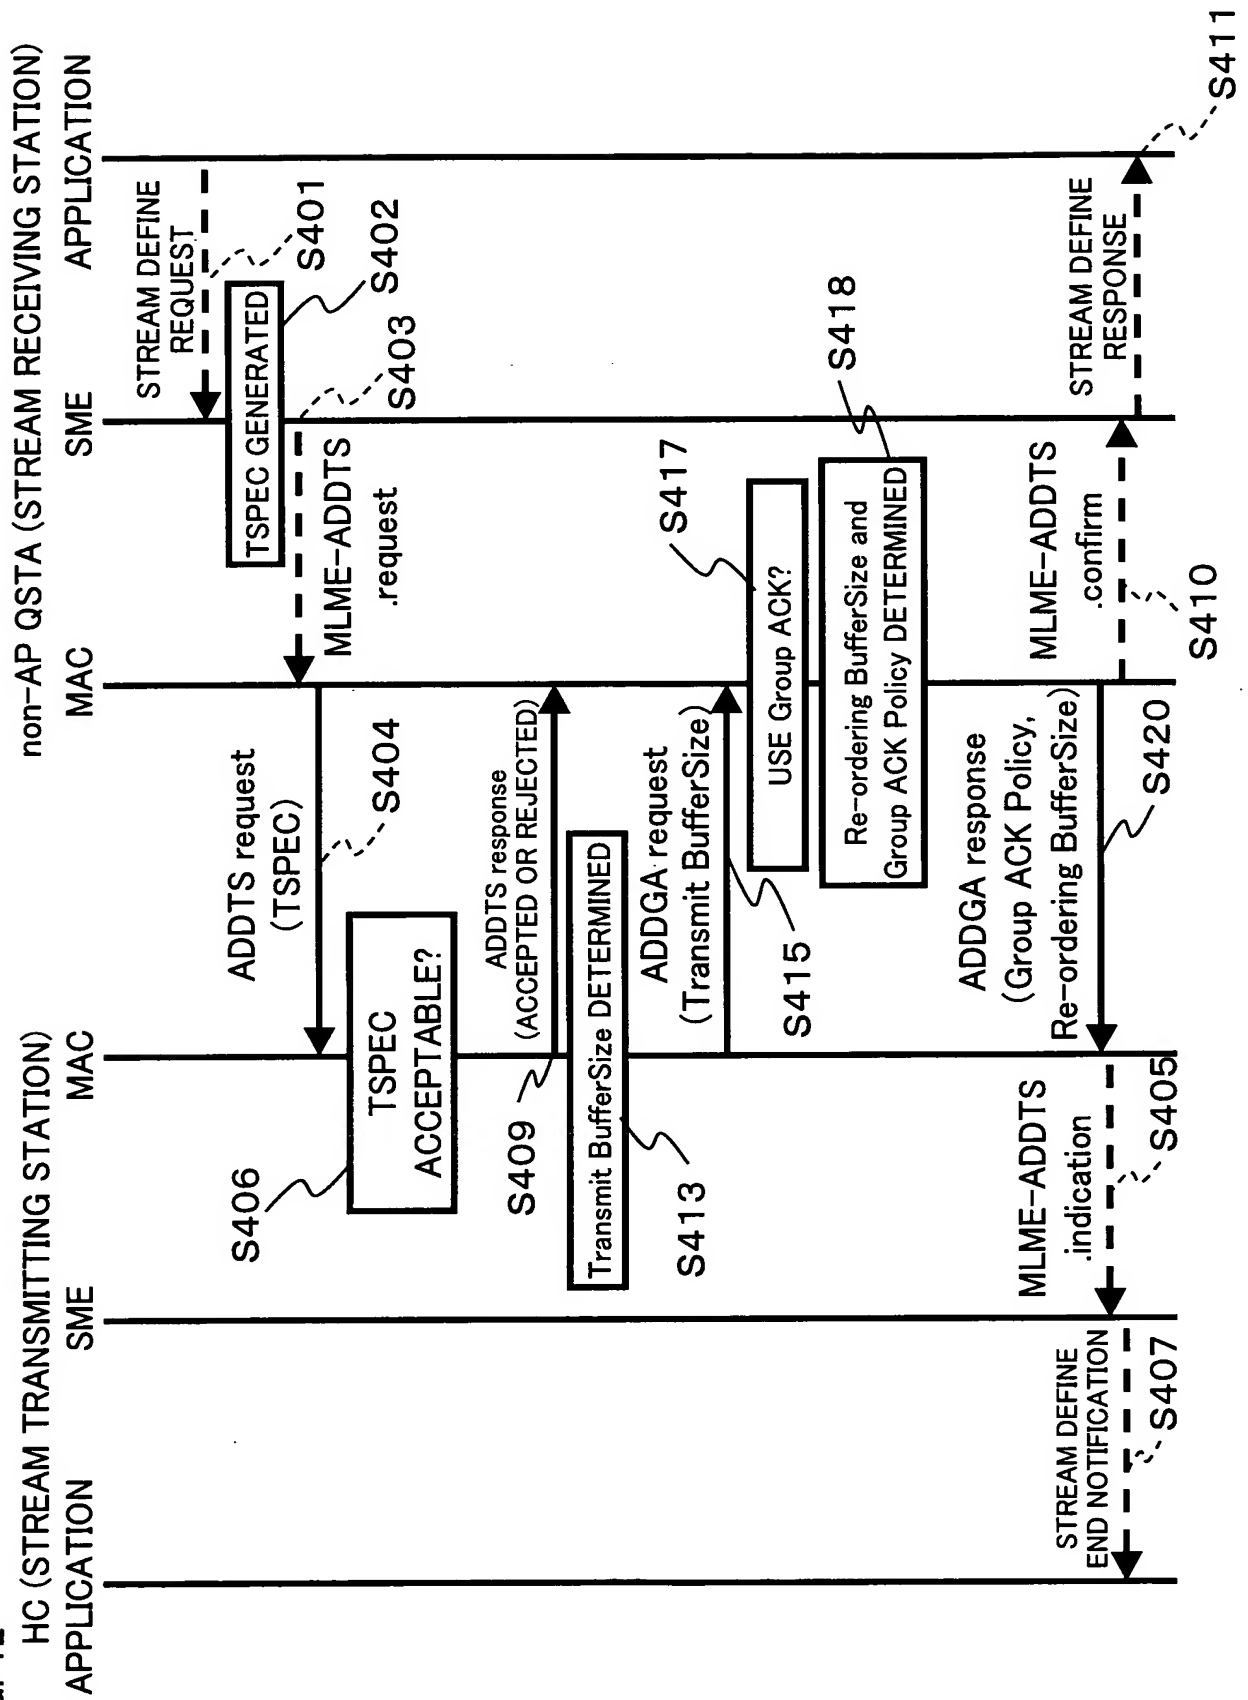 HC (STREAM TRANSMITTING STATION)
non-AP QSTA (STREAM RECEIVING STATION)
APPLICATION
SME
MAC
MAC
SME
APPLICATION
STREAM DEFINE
REQUEST
S401
TSPEC GENERATED
S402
S403
MLME-ADDTS
.request
ADDTS request
(TSPEC)
S404
S406
TSPEC
ACCEPTABLE?
ADDTS response
(ACCEPTED OR REJECTED)
S409
Transmit BufferSize DETERMINED
S413
ADDGA request
(Transmit BufferSize)
S415
S417
USE Group ACK?
S418
Re-ordering BufferSize and
Group ACK Policy DETERMINED
ADDGA response
(Group ACK Policy,
Re-ordering BufferSize)
S420
MLME-ADDTS
.indication
S405
STREAM DEFINE
END NOTIFICATION
S407
MLME-ADDTS
.confirm
S410
STREAM DEFINE
RESPONSE
S411